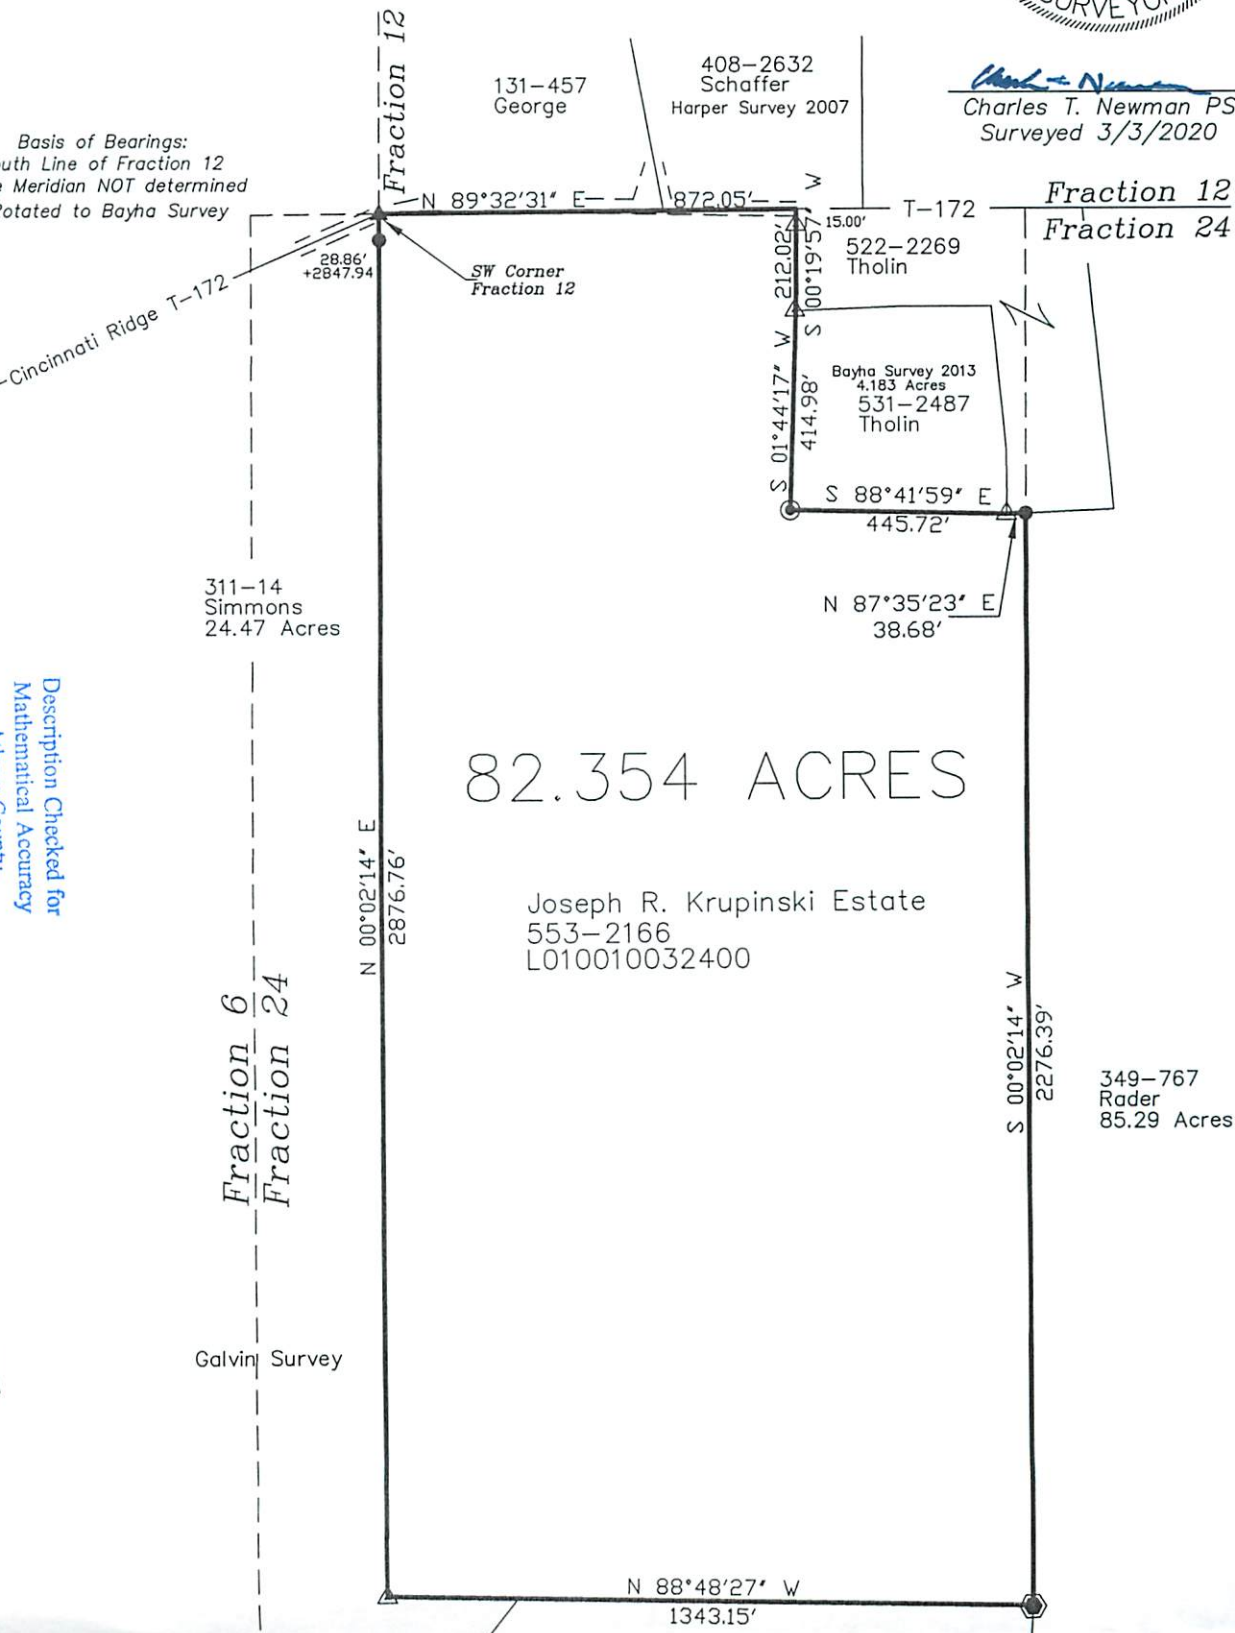 SURVEYOR
Fraction 12
131-457
George
408-2632
Schaffer
Harper Survey 2007
Charles T. Newman PS
Surveyed 3/3/2020
Basis of Bearings:
uth Line of Fraction 12
Meridian NOT determined
Rotated to Bayha Survey
N 89°32'31" E
872.05'
T-172
Fraction 12
Fraction 24
15.00'
S 00°19'57" W
212.02'
522-2269
Tholin
28.86'
+2847.94
SW Corner
Fraction 12
Cincinnati Ridge T-172
S 01°44'17" W
414.98'
Bayha Survey 2013
4.183 Acres
531-2487
Tholin
S 88°41'59" E
445.72'
N 87°35'23" E
38.68'
311-14
Simmons
24.47 Acres
Description Checked for
Mathematical Accuracy
82.354 ACRES
N 00°02'14" E
2876.76'
Joseph R. Krupinski Estate
553-2166
L010010032400
Fraction 6
Fraction 24
S 00°02'14" W
2276.39'
349-767
Rader
85.29 Acres
Galvin Survey
N 88°48'27" W
1343.15'